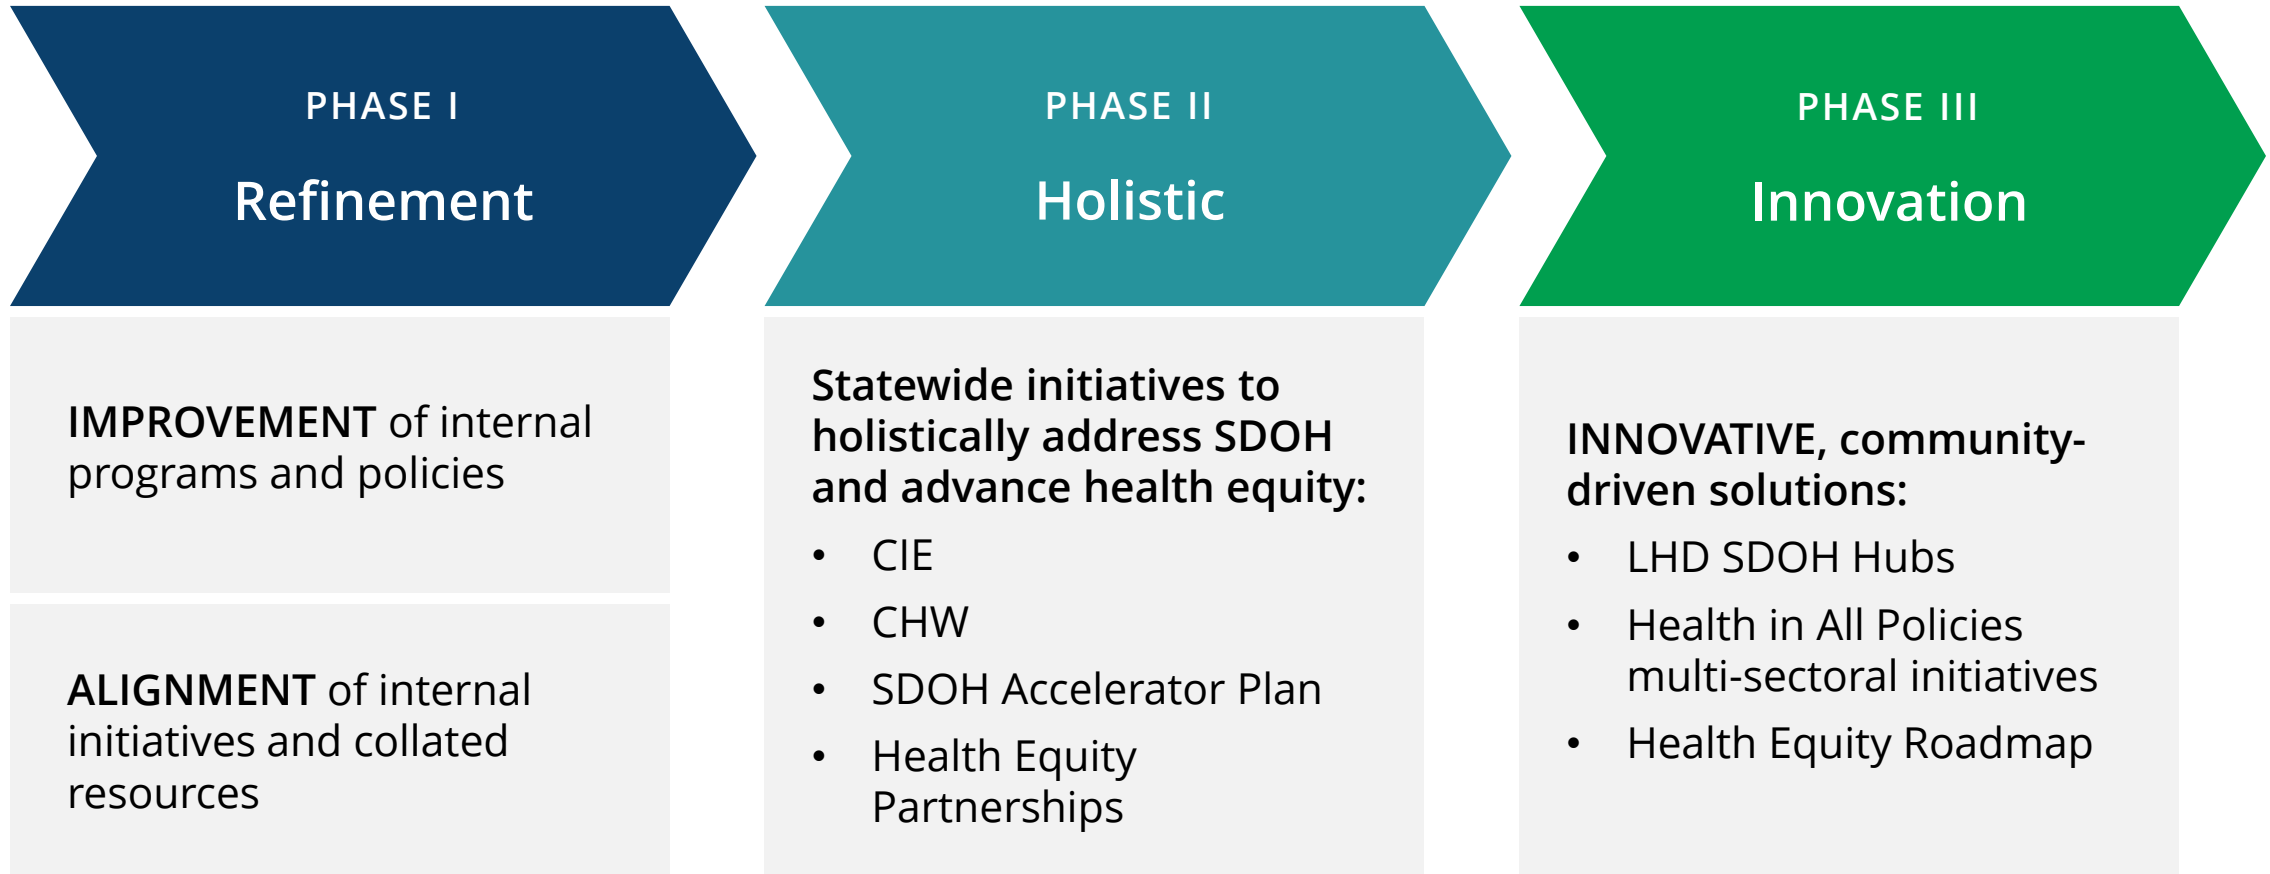 PHASE I
Refinement
IMPROVEMENT of internal
programs and policies
ALIGNMENT of internal
initiatives and collated
resources
PHASE II
Holistic
Statewide initiatives to
holistically address SDOH
and advance health equity:
• CIE
• CHW
• SDOH Accelerator Plan
• Health Equity
Partnerships
PHASE III
Innovation
INNOVATIVE, community-
driven solutions:
• LHD SDOH Hubs
• Health in All Policies
multi-sectoral initiatives
• Health Equity Roadmap